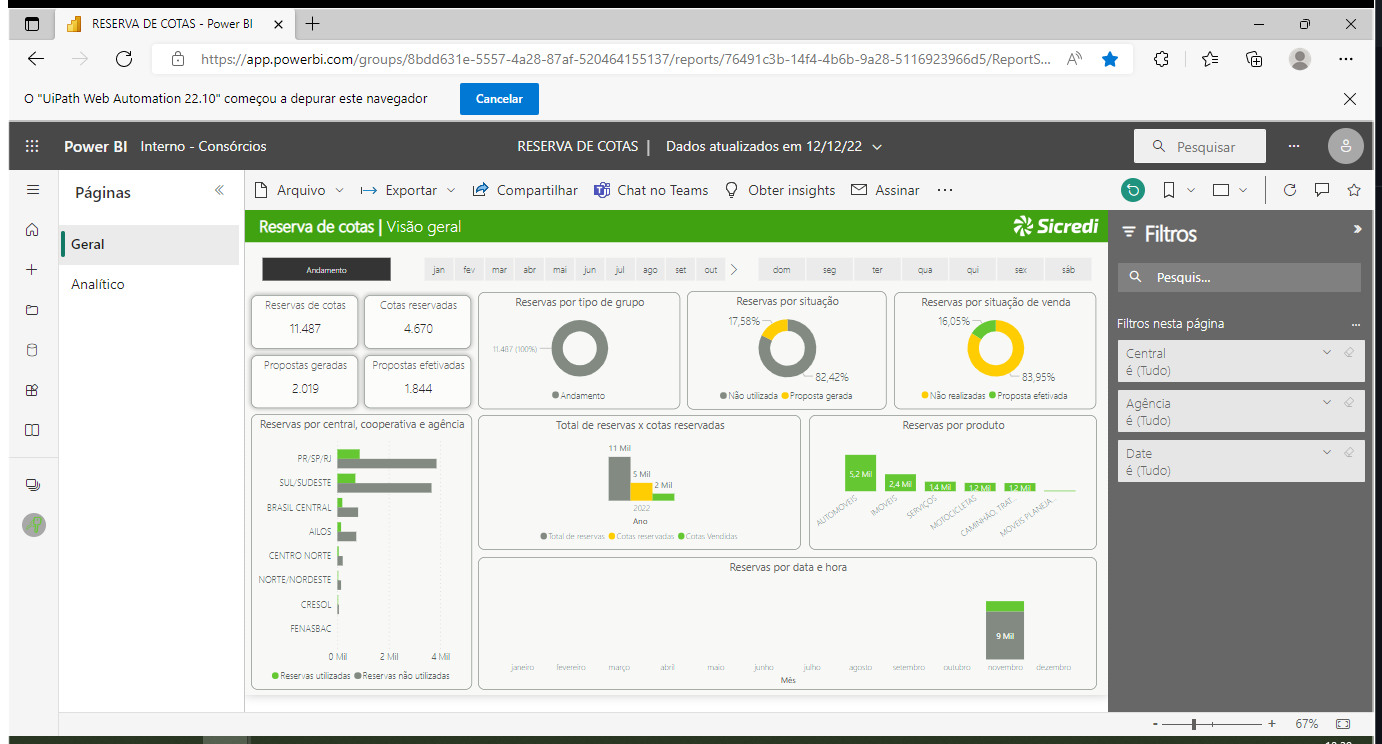 RESERVA DE COTAS - Power BI
https://app.powerbi.com/groups/8bdd631e-5557-4a28-87af-520464155137/reports/76491c3b-14f4-4b6b-9a28-5116923966d5/ReportS...
O "UiPath Web Automation 22.10" começou a depurar este navegador
Cancelar
Power BI Interno - Consórcios
RESERVA DE COTAS | Dados atualizados em 12/12/22
Pesquisar
Páginas
Arquivo Exportar Compartilhar Chat no Teams Obter insights Assinar ...
Geral
Analítico
Reserva de cotas | Visão geral
Sicredi
Andamento
jan fev mar abr mai jun jul ago set out
dom seg ter qua qui sex sáb
Reservas de cotas
11.487
Cotas reservadas
4.670
Propostas geradas
2.019
Propostas efetivadas
1.844
Reservas por tipo de grupo
11.487 (100%)
Andamento
Reservas por situação
17,58%
82,42%
Não utilizada Proposta gerada
Reservas por situação de venda
16,05%
83,95%
Não realizadas Proposta efetivada
Reservas por central, cooperativa e agência
PR/SP/RJ
SUL/SUDESTE
BRASIL CENTRAL
AILOS
CENTRO NORTE
NORTE/NORDESTE
CRESOL
FENASBAC
0 Mil 2 Mil 4 Mil
Reservas utilizadas Reservas não utilizadas
Total de reservas x cotas reservadas
11 Mil
5 Mil
2 Mil
2022
Ano
Total de reservas Cotas reservadas Cotas Vendidas
Reservas por produto
5,2 Mil
2,4 Mil
1,4 Mil
1,2 Mil
1,2 Mil
AUTOMOVEIS
IMOVEIS
SERVIÇOS
MOTOCICLETAS
CAMINHÃO, TRAT...
MOVEIS PLANEJA...
Reservas por data e hora
9 Mil
janeiro fevereiro março abril maio junho julho agosto setembro outubro novembro dezembro
Mês
Filtros
Pesquis...
Filtros nesta página
...
Central
é (Tudo)
Agência
é (Tudo)
Date
é (Tudo)
- + 67%